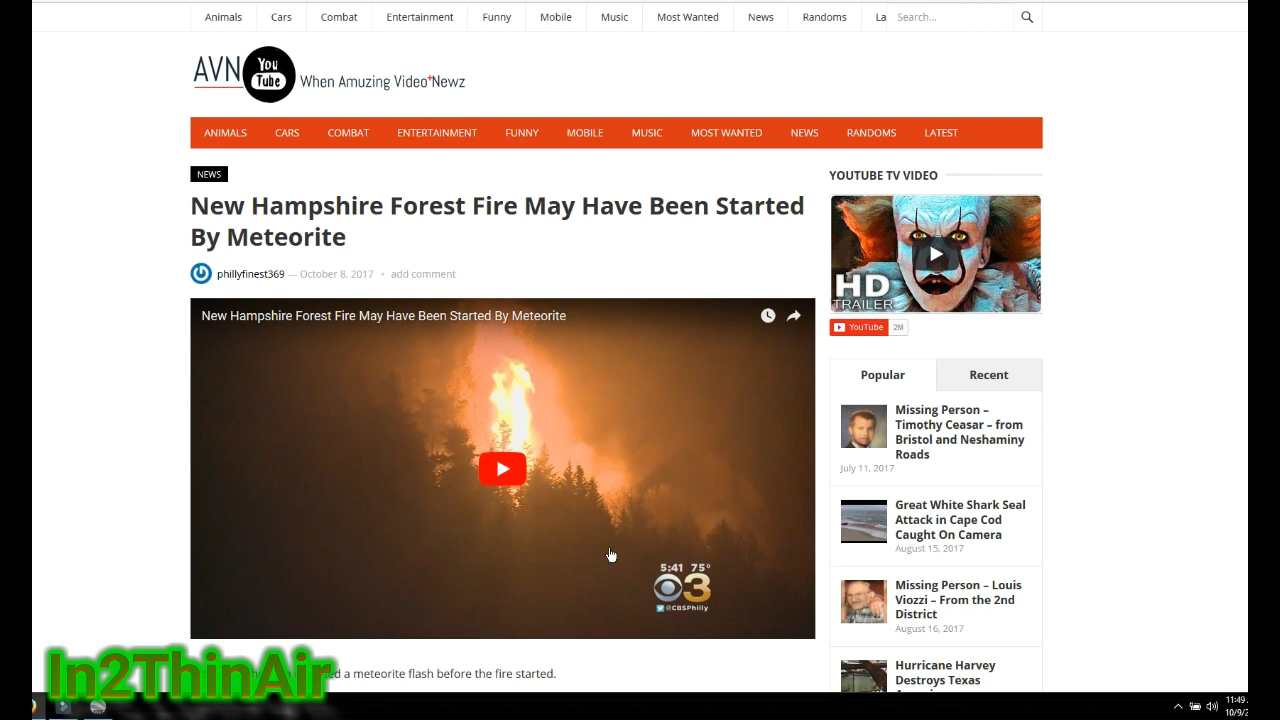 Animals Cars Combat Entertainment Funny Mobile Music Most Wanted News Randoms La Search...
AVN You Tube When Amazing Video Newz
ANIMALS CARS COMBAT ENTERTAINMENT FUNNY MOBILE MUSIC MOST WANTED NEWS RANDOMS LATEST
NEWS
New Hampshire Forest Fire May Have Been Started
By Meteorite
phillyfinest369 — October 8, 2017 • add comment
New Hampshire Forest Fire May Have Been Started By Meteorite
5:41 75°
3
@CBSPhilly
a meteorite flash before the fire started.
In2ThinAir
YOUTUBE TV VIDEO
HD
TRAILER
YouTube 2M
Popular Recent
Missing Person –
Timothy Ceasar – from
Bristol and Neshaminy
Roads
July 11, 2017
Great White Shark Seal
Attack in Cape Cod
Caught On Camera
August 15, 2017
Missing Person – Louis
Viozzi – From the 2nd
District
August 16, 2017
Hurricane Harvey
Destroys Texas
11:49
10/9/2